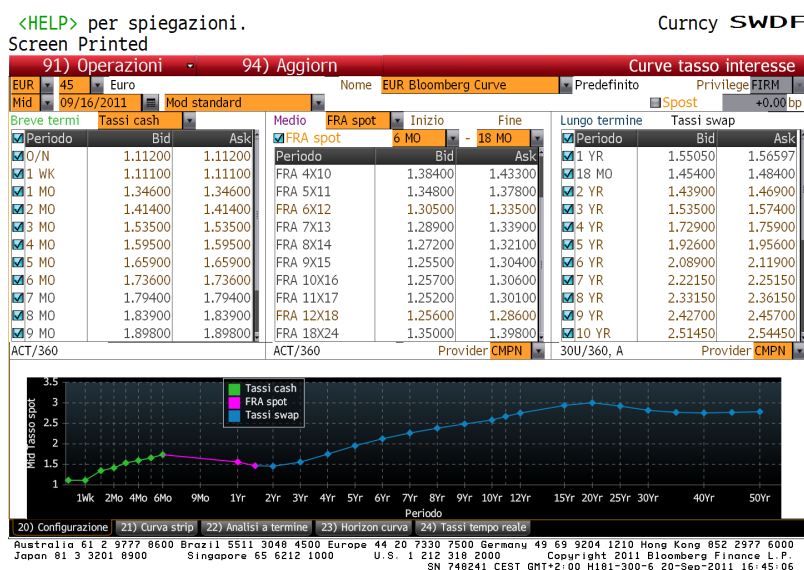 <HELP> per spiegazioni. Curncy SWDF
Screen Printed
91) Operazioni 94) Aggiorn Curve tasso interesse
EUR 45 Euro Nome EUR Bloomberg Curve Predefinito Privilege FIRM
Mid 09/16/2011 Mod standard Spost +0.00 bp
Breve termi Tassi cash Medio FRA spot Inizio Fine Lungo termine Tassi swap
Periodo Bid Ask FRA spot 6 MO - 18 MO Periodo Bid Ask
O/N 1.11200 1.11200 Periodo Bid Ask 1 YR 1.55050 1.56597
1 WK 1.11100 1.11100 FRA 4X10 1.38400 1.43300 18 MO 1.45400 1.48400
1 MO 1.34600 1.34600 FRA 5X11 1.34800 1.37800 2 YR 1.43900 1.46900
2 MO 1.41400 1.41400 FRA 6X12 1.30500 1.33500 3 YR 1.53500 1.57400
3 MO 1.53500 1.53500 FRA 7X13 1.28900 1.33900 4 YR 1.72900 1.75900
4 MO 1.59500 1.59500 FRA 8X14 1.27200 1.32100 5 YR 1.92600 1.95600
5 MO 1.65900 1.65900 FRA 9X15 1.25500 1.30400 6 YR 2.08900 2.11900
6 MO 1.73600 1.73600 FRA 10X16 1.25700 1.30600 7 YR 2.22150 2.25150
7 MO 1.79400 1.79400 FRA 11X17 1.25200 1.30100 8 YR 2.33150 2.36150
8 MO 1.83900 1.83900 FRA 12X18 1.25600 1.28600 9 YR 2.42700 2.45700
9 MO 1.89800 1.89800 FRA 18X24 1.35000 1.39800 10 YR 2.51450 2.54450
ACT/360 ACT/360 Provider CMPN 30U/360, A Provider CMPN
Mid Tasso spot
3.5
3
2.5
2
1.5
1
Tassi cash
FRA spot
Tassi swap
1Wk 2Mo 4Mo 6Mo 9Mo 1Yr 2Yr 3Yr 4Yr 5Yr 6Yr 7Yr 8Yr 9Yr 10Yr 12Yr 15Yr 20Yr 25Yr 30Yr 40Yr 50Yr
Periodo
20) Configurazione 21) Curva strip 22) Analisi a termine 23) Horizon curva 24) Tassi tempo reale
Australia 61 2 9777 8600 Brazil 5511 3048 4500 Europe 44 20 7330 7500 Germany 49 69 9204 1210 Hong Kong 852 2977 6000
Japan 81 3 3201 8900 Singapore 65 6212 1000 U.S. 1 212 318 2000 Copyright 2011 Bloomberg Finance L.P.
SN 748241 CEST GMT+2:00 H181-300-6 20-Sep-2011 16:45:06